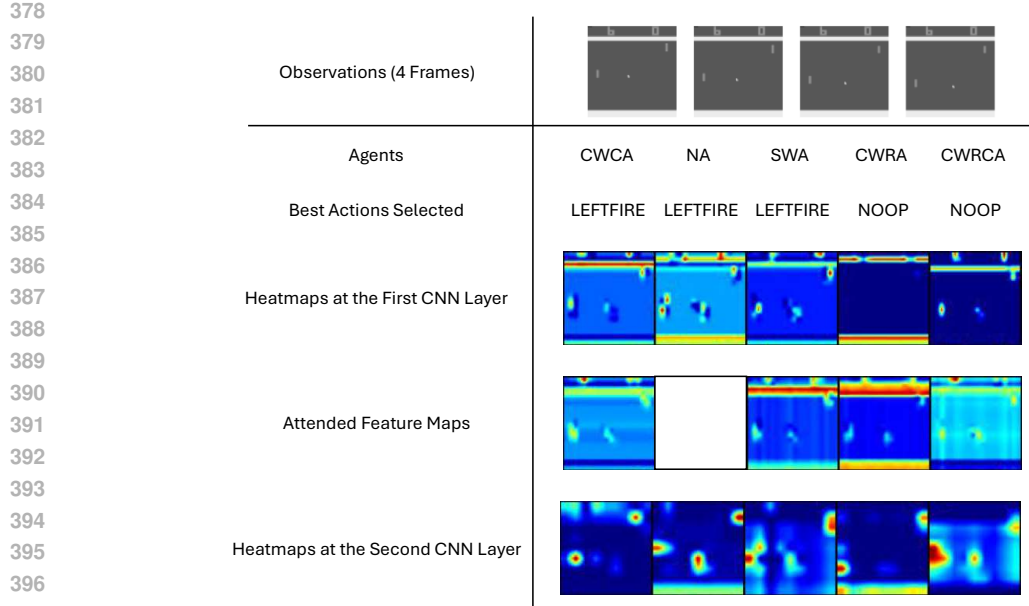 378
379
380 Observations (4 Frames)
381
382
Agents CWCA NA SWA CWRA CWRCA
383
384
Best Actions Selected LEFTFIRE LEFTFIRE LEFTFIRE NOOP NOOP
385
386
387 Heatmaps at the First CNN Layer
388
389
390
391 Attended Feature Maps
392
393
394
395 Heatmaps at the Second CNN Layer
396